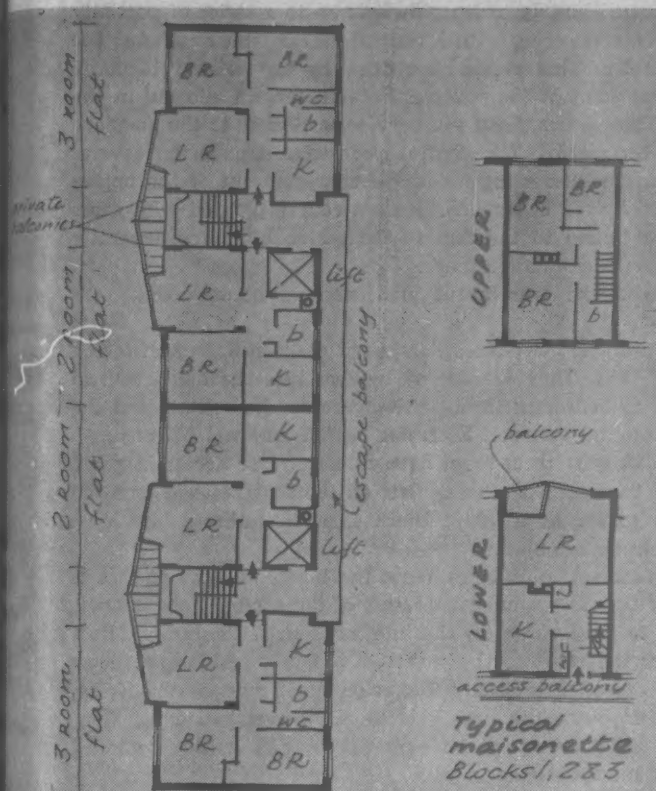 3 room
flat
BR
BR
WC
b
LR
K
private
balconies
lift
LR
2 room
flat
b
BR
K
escape balcony
2 room
flat
BR
K
b
LR
lift
3 room
flat
LR
K
b
WC
BR
BR
UPPER
BR
BR
BR
b
balcony
LOWER
LR
K
access balcony
Typical
maisonette
Blocks 1, 2 & 3